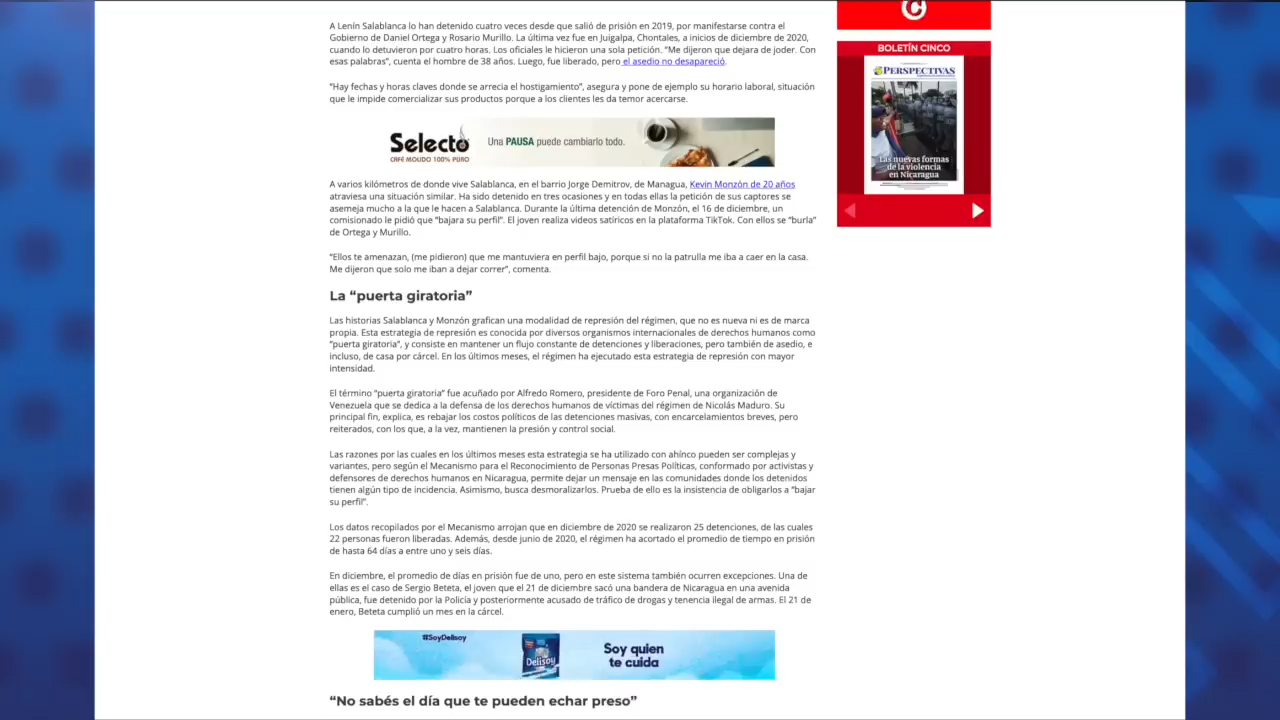 A Lenín Salablanca lo han detenido cuatro veces desde que salió de prisión en 2019, por manifestarse contra el
Gobierno de Daniel Ortega y Rosario Murillo. La última vez fue en Juigalpa, Chontales, a inicios de diciembre de 2020,
cuando lo detuvieron por cuatro horas. Los oficiales le hicieron una sola petición. “Me dijeron que dejara de joder. Con
esas palabras”, cuenta el hombre de 38 años. Luego, fue liberado, pero el asedio no desapareció.
“Hay fechas y horas claves donde se arrecia el hostigamiento”, asegura y pone de ejemplo su horario laboral, situación
que le impide comercializar sus productos porque a los clientes les da temor acercarse.
Selecto
CAFÉ MOLIDO 100% PURO
Una PAUSA puede cambiarlo todo.
A varios kilómetros de donde vive Salablanca, en el barrio Jorge Demitrov, de Managua, Kevin Monzón de 20 años
atraviesa una situación similar. Ha sido detenido en tres ocasiones y en todas ellas la petición de sus captores se
asemeja mucho a la que le hacen a Salablanca. Durante la última detención de Monzón, el 16 de diciembre, un
comisionado le pidió que “bajara su perfil”. El joven realiza videos satíricos en la plataforma TikTok. Con ellos se “burla”
de Ortega y Murillo.
“Ellos te amenazan, (me pidieron) que me mantuviera en perfil bajo, porque si no la patrulla me iba a caer en la casa.
Me dijeron que solo me iban a dejar correr”, comenta.
La “puerta giratoria”
Las historias Salablanca y Monzón grafican una modalidad de represión del régimen, que no es nueva ni es de marca
propia. Esta estrategia de represión es conocida por diversos organismos internacionales de derechos humanos como
“puerta giratoria”, y consiste en mantener un flujo constante de detenciones y liberaciones, pero también de asedio, e
incluso, de casa por cárcel. En los últimos meses, el régimen ha ejecutado esta estrategia de represión con mayor
intensidad.
El término “puerta giratoria” fue acuñado por Alfredo Romero, presidente de Foro Penal, una organización de
Venezuela que se dedica a la defensa de los derechos humanos de víctimas del régimen de Nicolás Maduro. Su
principal fin, explica, es rebajar los costos políticos de las detenciones masivas, con encarcelamientos breves, pero
reiterados, con los que, a la vez, mantienen la presión y control social.
Las razones por las cuales en los últimos meses esta estrategia se ha utilizado con ahínco pueden ser complejas y
variantes, pero según el Mecanismo para el Reconocimiento de Personas Presas Políticas, conformado por activistas y
defensores de derechos humanos en Nicaragua, permite dejar un mensaje en las comunidades donde los detenidos
tienen algún tipo de incidencia. Asimismo, busca desmoralizarlos. Prueba de ello es la insistencia de obligarlos a “bajar
su perfil”.
Los datos recopilados por el Mecanismo arrojan que en diciembre de 2020 se realizaron 25 detenciones, de las cuales
22 personas fueron liberadas. Además, desde junio de 2020, el régimen ha acortado el promedio de tiempo en prisión
de hasta 64 días a entre uno y seis días.
En diciembre, el promedio de días en prisión fue de uno, pero en este sistema también ocurren excepciones. Una de
ellas es el caso de Sergio Beteta, el joven que el 21 de diciembre sacó una bandera de Nicaragua en una avenida
pública, fue detenido por la Policía y posteriormente acusado de tráfico de drogas y tenencia ilegal de armas. El 21 de
enero, Beteta cumplió un mes en la cárcel.
#SoyDelisoy
Delisoy
Soy quien
te cuida
“No sabés el día que te pueden echar preso”
BOLETÍN CINCO
PERSPECTIVAS
Las nuevas formas
de la violencia
en Nicaragua